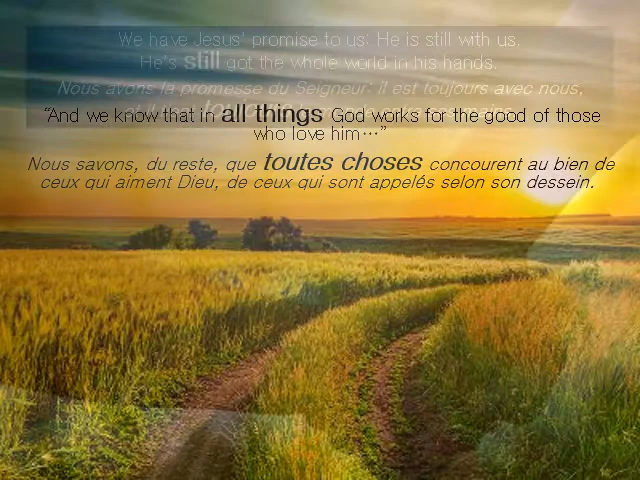 We have Jesus' promise to us: He is still with us.
He's still got the whole world in his hands.
Nous avons la promesse du Seigneur: Il est toujours avec nous,
“And we know that in all things God works for the good of those
who love him…”
Nous savons, du reste, que toutes choses concourent au bien de
ceux qui aiment Dieu, de ceux qui sont appelés selon son dessein.